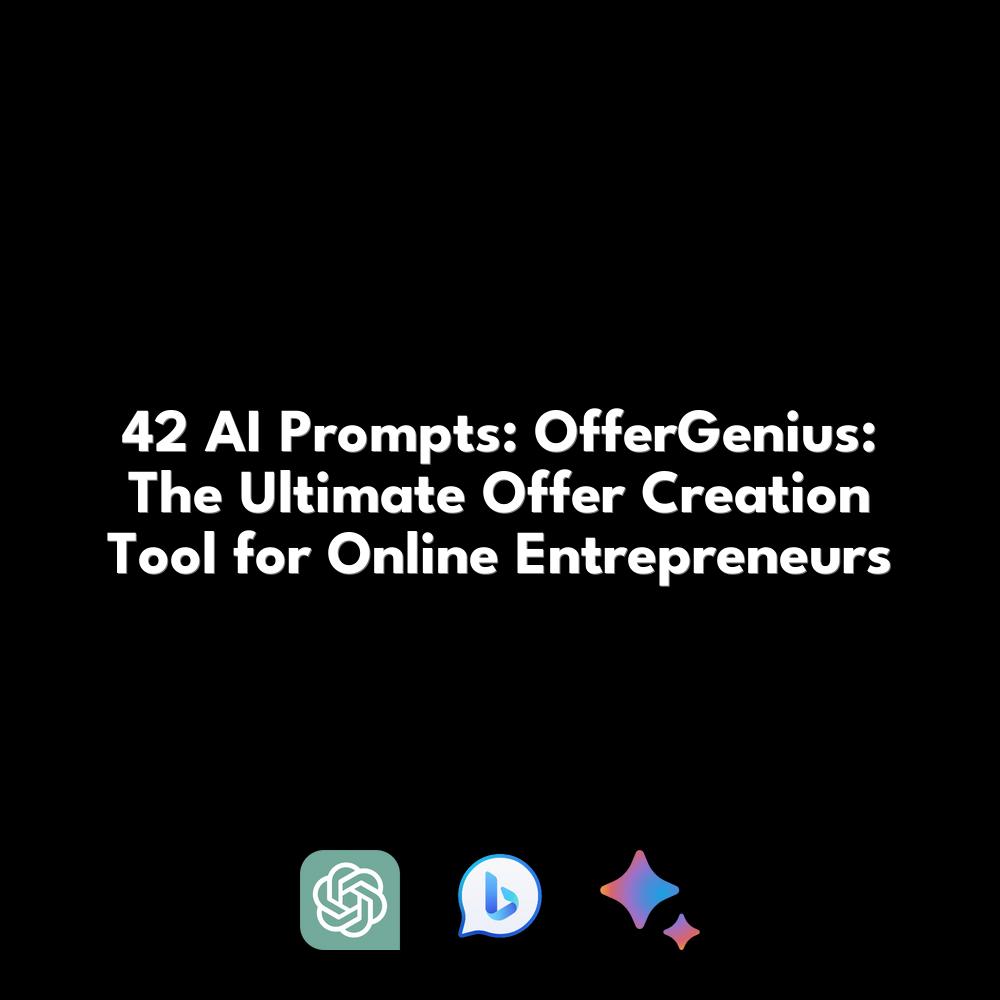 42 AI Prompts: OfferGenius:
The Ultimate Offer Creation
Tool for Online Entrepreneurs